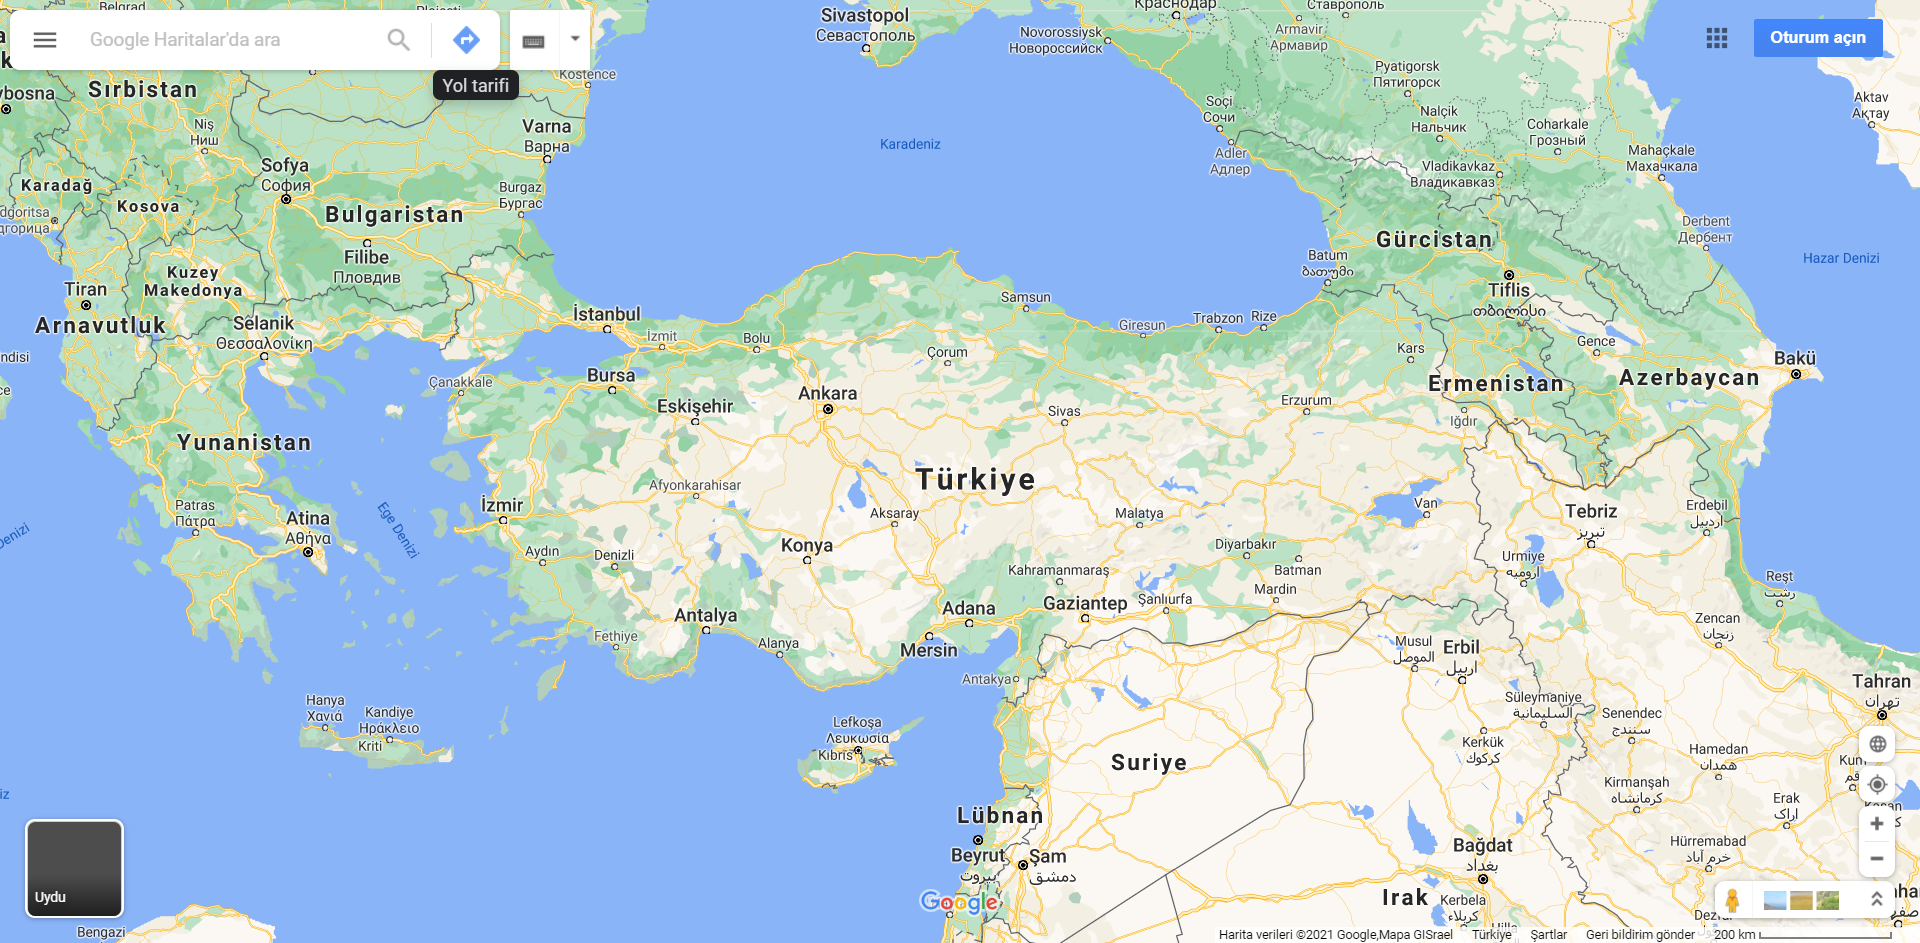 Google Haritalar'da ara
Oturum açın
Yol tarifi
Sivastopol
Севастополь
Краснодар
Ставрополь
Novorossiysk
Новороссийск
Armavir
Армавир
Pyatigorsk
Пятигорск
Nalçik
Нальчик
Coharkale
Грозный
Mahaçkale
Махачкала
Vladikavkaz
Владикавказ
Derbent
Дербент
Aktav
Ақтау
Soçi
Сочи
Adler
Адлер
Köstence
Belgrad
Sırbistan
Niş
Ниш
Varna
Варна
Sofya
София
Burgaz
Бургас
Karadağ
Kosova
Bulgaristan
Filibe
Пловдив
Kuzey
Makedonya
Tiran
Arnavutluk
Selanik
Θεσσαλονίκη
Karadeniz
Hazar Denizi
Gürcistan
Batum
ბათუმი
Tiflis
თბილისი
İstanbul
İzmit
Bolu
Samsun
Giresun
Trabzon
Rize
Kars
Gence
Bakü
Çanakkale
Bursa
Çorum
Ankara
Eskişehir
Sivas
Erzurum
Ermenistan
Azerbaycan
Iğdır
Yunanistan
Türkiye
Afyonkarahisar
Patras
Πάτρα
Atina
Αθήνα
Ege Denizi
İzmir
Aksaray
Malatya
Van
Tebriz
تبریز
Erdebil
اردبیل
Konya
Aydın
Denizli
Diyarbakır
Batman
Kahramanmaraş
Mardin
Urmiye
ارومیه
Reşt
رشت
Antalya
Adana
Gaziantep
Şanlıurfa
Fethiye
Alanya
Mersin
Antakya
Musul
الموصل
Erbil
اربيل
Zencan
زنجان
Tahran
تهران
Hanya
Χανιά
Kandiye
Ηράκλειο
Kriti
Lefkoşa
Λευκωσία
Kıbrıs
Süleymaniye
السليمانية
Senendec
سنندج
Suriye
Kerkük
كركوك
Hamedan
همدان
Kirmanşah
کرمانشاه
Erak
اراک
Lübnan
Beyrut
بيروت
Şam
دمشق
Bağdat
بغداد
Hürremabad
خرم آباد
Irak
Kerbela
كربلاء
Bengazi
Uydu
Google
Harita verileri ©2021 Google,Mapa GISrael Türkiye Şartlar Geri bildirim gönder 200 km